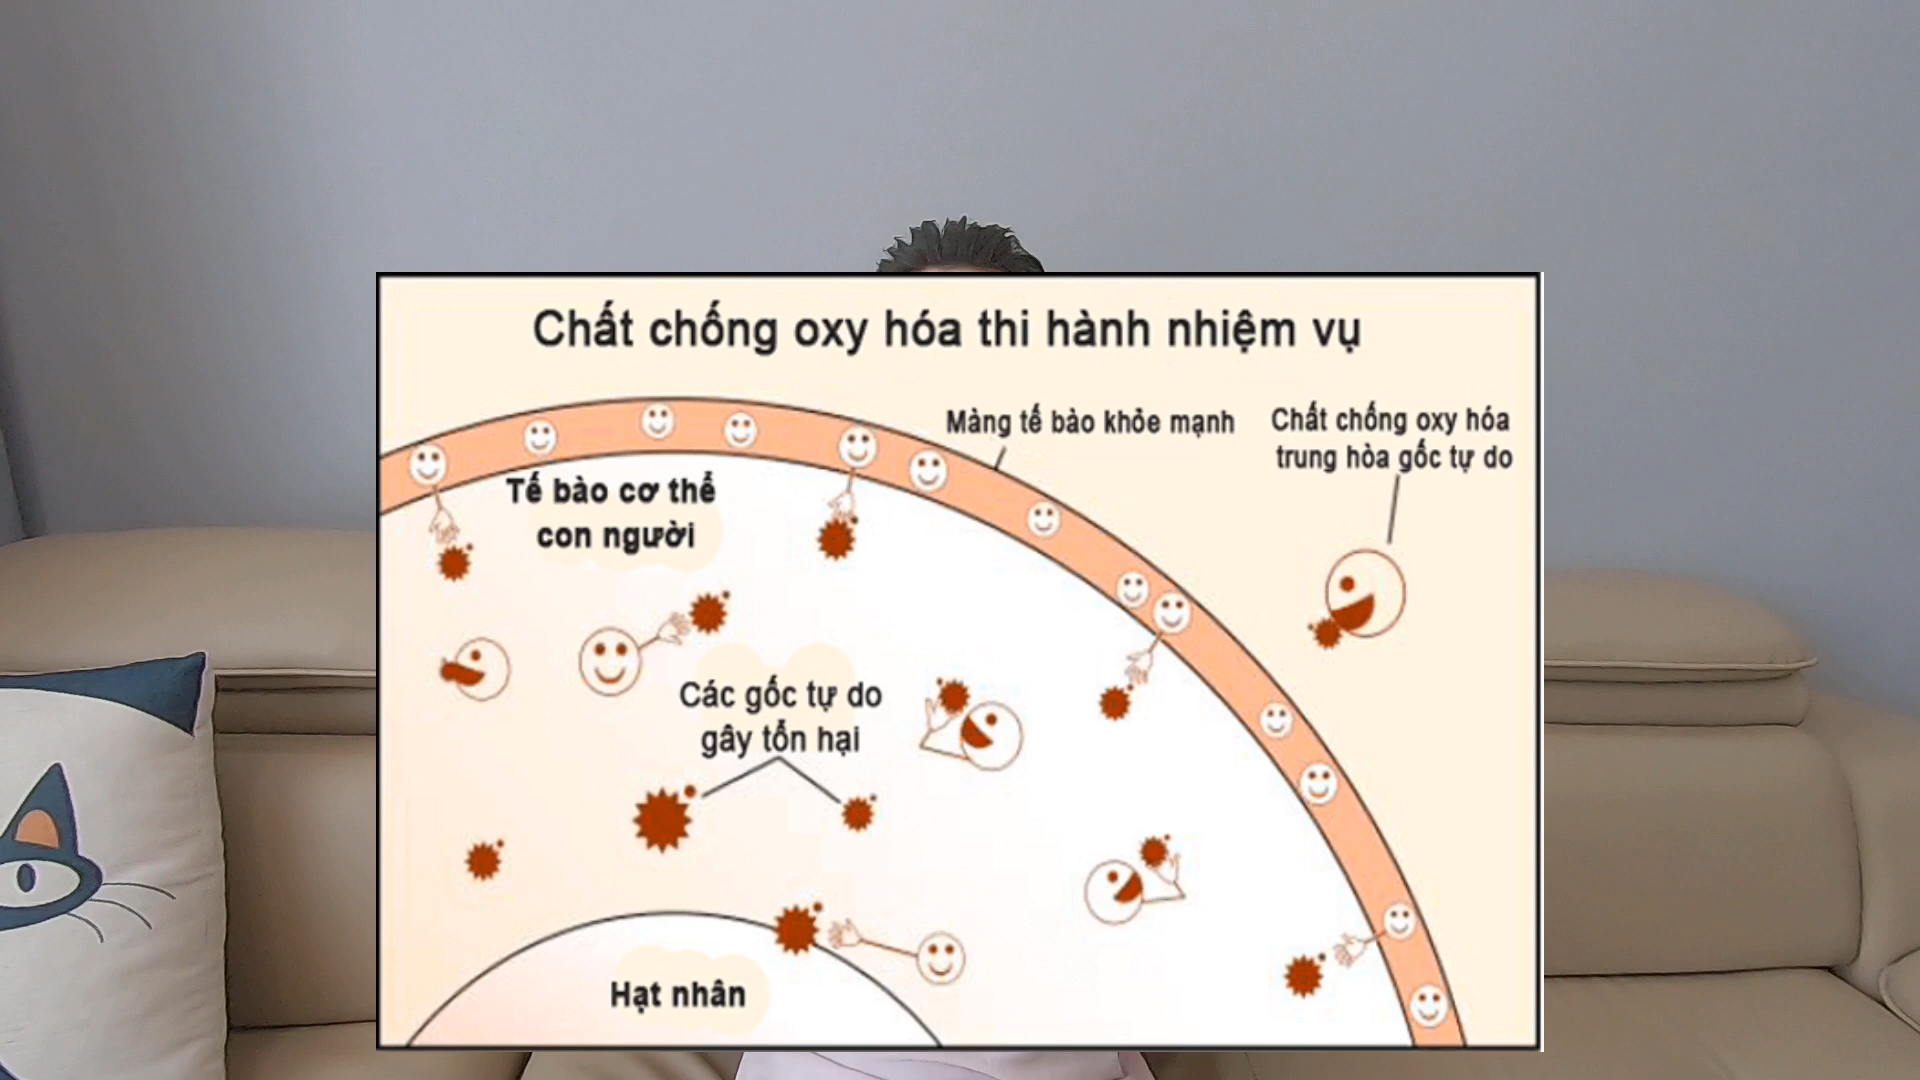 Chất chống oxy hóa thi hành nhiệm vụ
Màng tế bào khỏe mạnh
Chất chống oxy hóa
trung hòa gốc tự do
Tế bào cơ thể
con người
Các gốc tự do
gây tổn hại
Hạt nhân